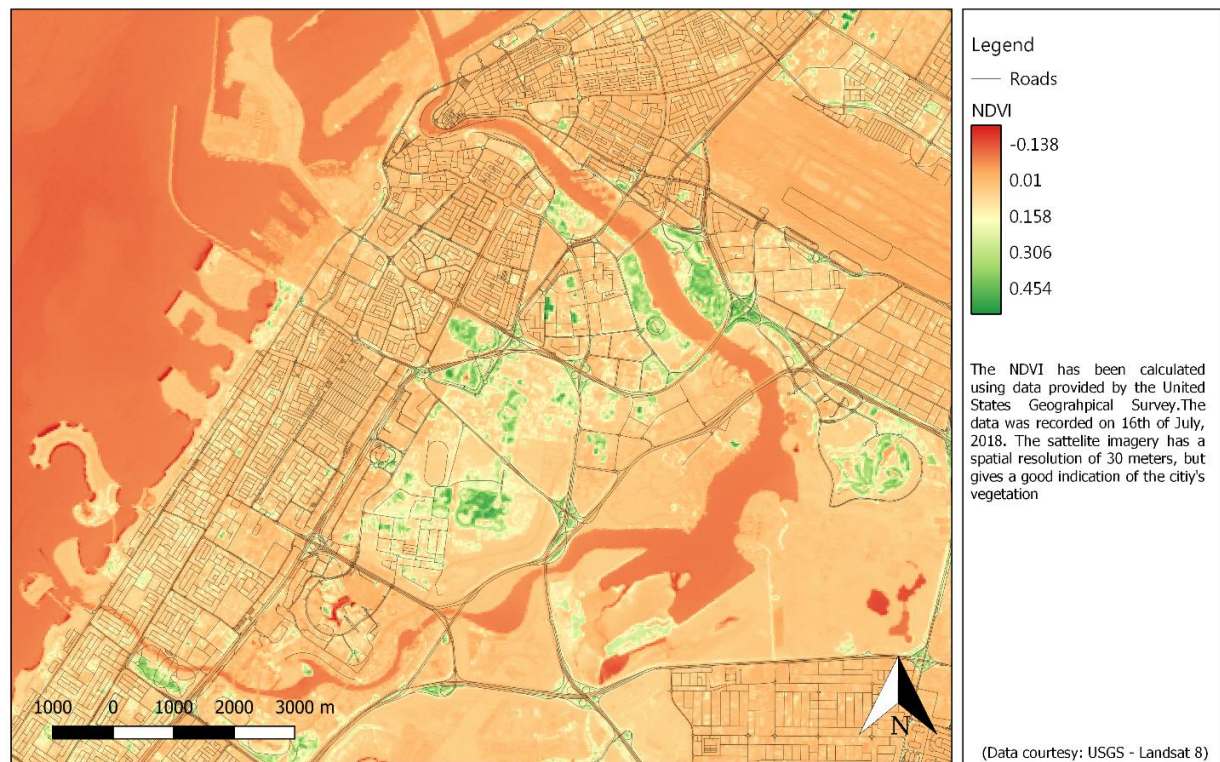 Legend
Roads
NDVI
-0.138
0.01
0.158
0.306
0.454
The NDVI has been calculated
using data provided by the United
States Geograhpical Survey.The
data was recorded on 16th of July,
2018. The sattelite imagery has a
spatial resolution of 30 meters, but
gives a good indication of the citiy's
vegetation
1000 0 1000 2000 3000 m
N
(Data courtesy: USGS - Landsat 8)